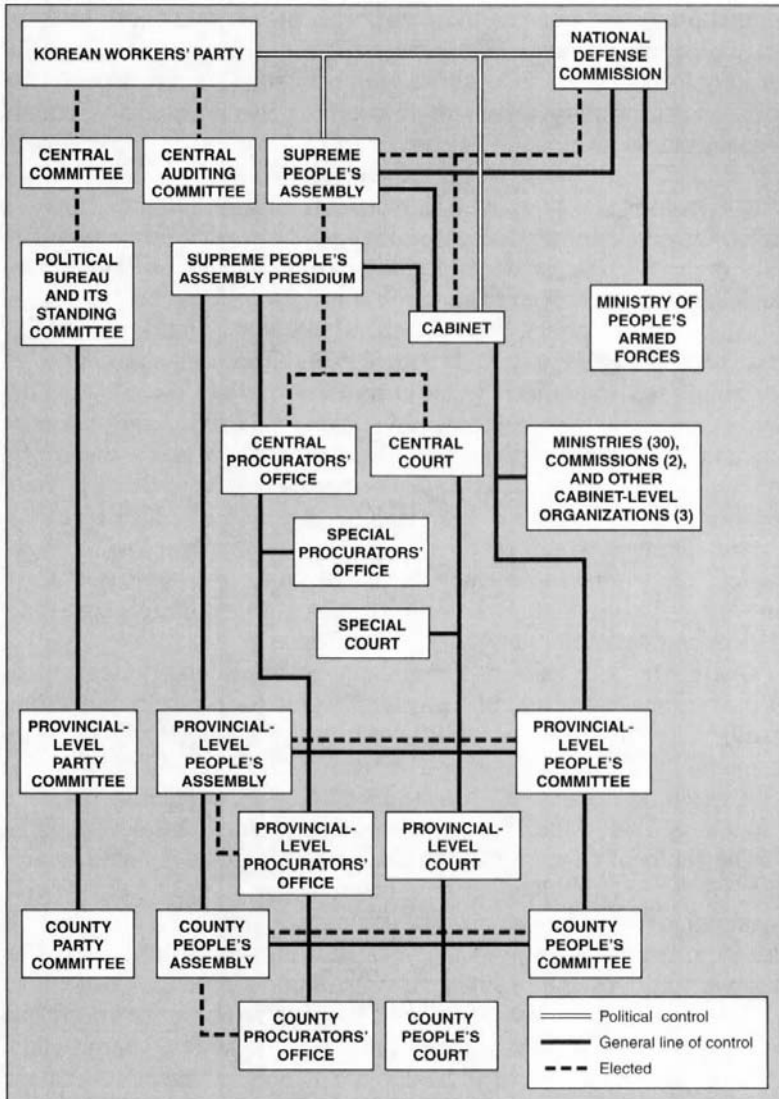 KOREAN WORKERS' PARTY
NATIONAL
DEFENSE
COMMISSION
CENTRAL
COMMITTEE
CENTRAL
AUDITING
COMMITTEE
SUPREME
PEOPLE'S
ASSEMBLY
POLITICAL
BUREAU
AND ITS
STANDING
COMMITTEE
SUPREME PEOPLE'S
ASSEMBLY PRESIDIUM
CABINET
MINISTRY OF
PEOPLE'S
ARMED
FORCES
CENTRAL
PROCURATORS'
OFFICE
CENTRAL
COURT
MINISTRIES (30),
COMMISSIONS (2),
AND OTHER
CABINET-LEVEL
ORGANIZATIONS (3)
SPECIAL
PROCURATORS'
OFFICE
SPECIAL
COURT
PROVINCIAL-
LEVEL
PARTY
COMMITTEE
PROVINCIAL-
LEVEL
PEOPLE'S
ASSEMBLY
PROVINCIAL-
LEVEL
PEOPLE'S
COMMITTEE
PROVINCIAL-
LEVEL
PROCURATORS'
OFFICE
PROVINCIAL-
LEVEL
COURT
COUNTY
PARTY
COMMITTEE
COUNTY
PEOPLE'S
ASSEMBLY
COUNTY
PEOPLE'S
COMMITTEE
COUNTY
PROCURATORS'
OFFICE
COUNTY
PEOPLE'S
COURT
Political control
General line of control
Elected